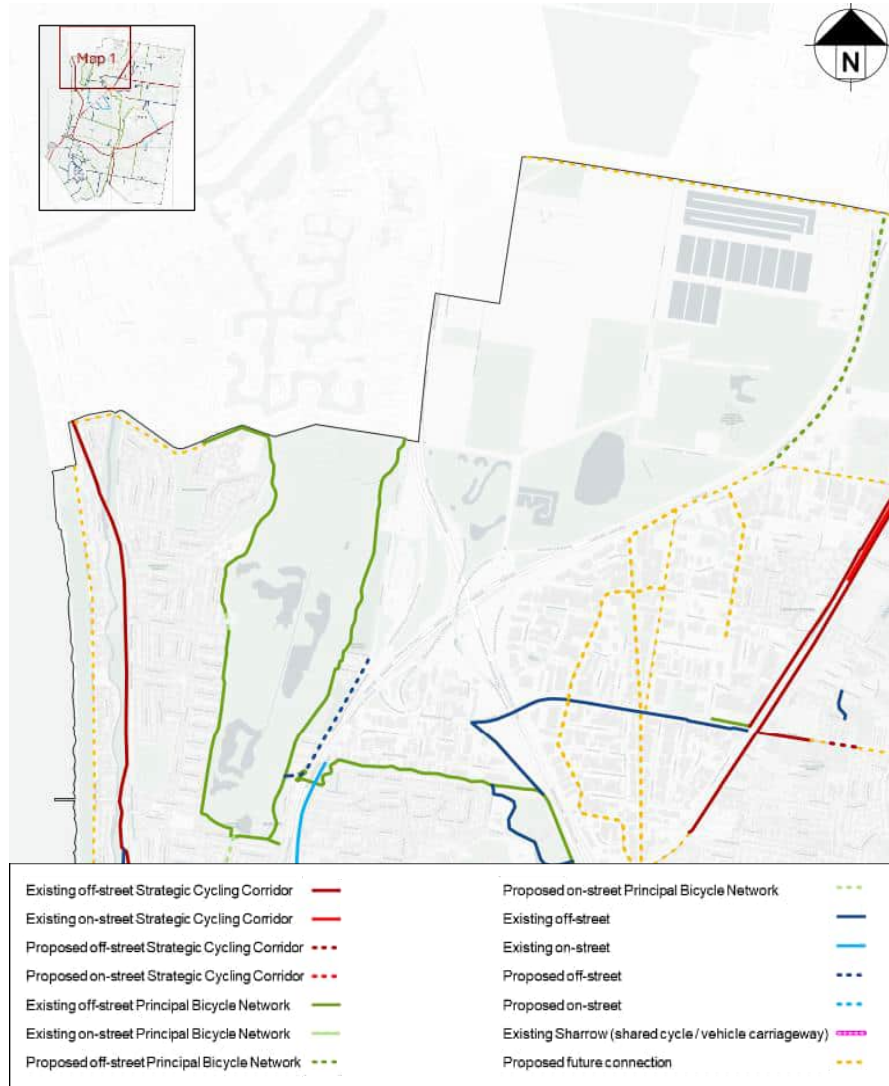 Map 1
N
Existing off-street Strategic Cycling Corridor
Existing on-street Strategic Cycling Corridor
Proposed off-street Strategic Cycling Corridor
Proposed on-street Strategic Cycling Corridor
Existing off-street Principal Bicycle Network
Existing on-street Principal Bicycle Network
Proposed off-street Principal Bicycle Network
Proposed on-street Principal Bicycle Network
Existing off-street
Existing on-street
Proposed off-street
Proposed on-street
Existing Sharrow (shared cycle / vehicle carriageway)
Proposed future connection